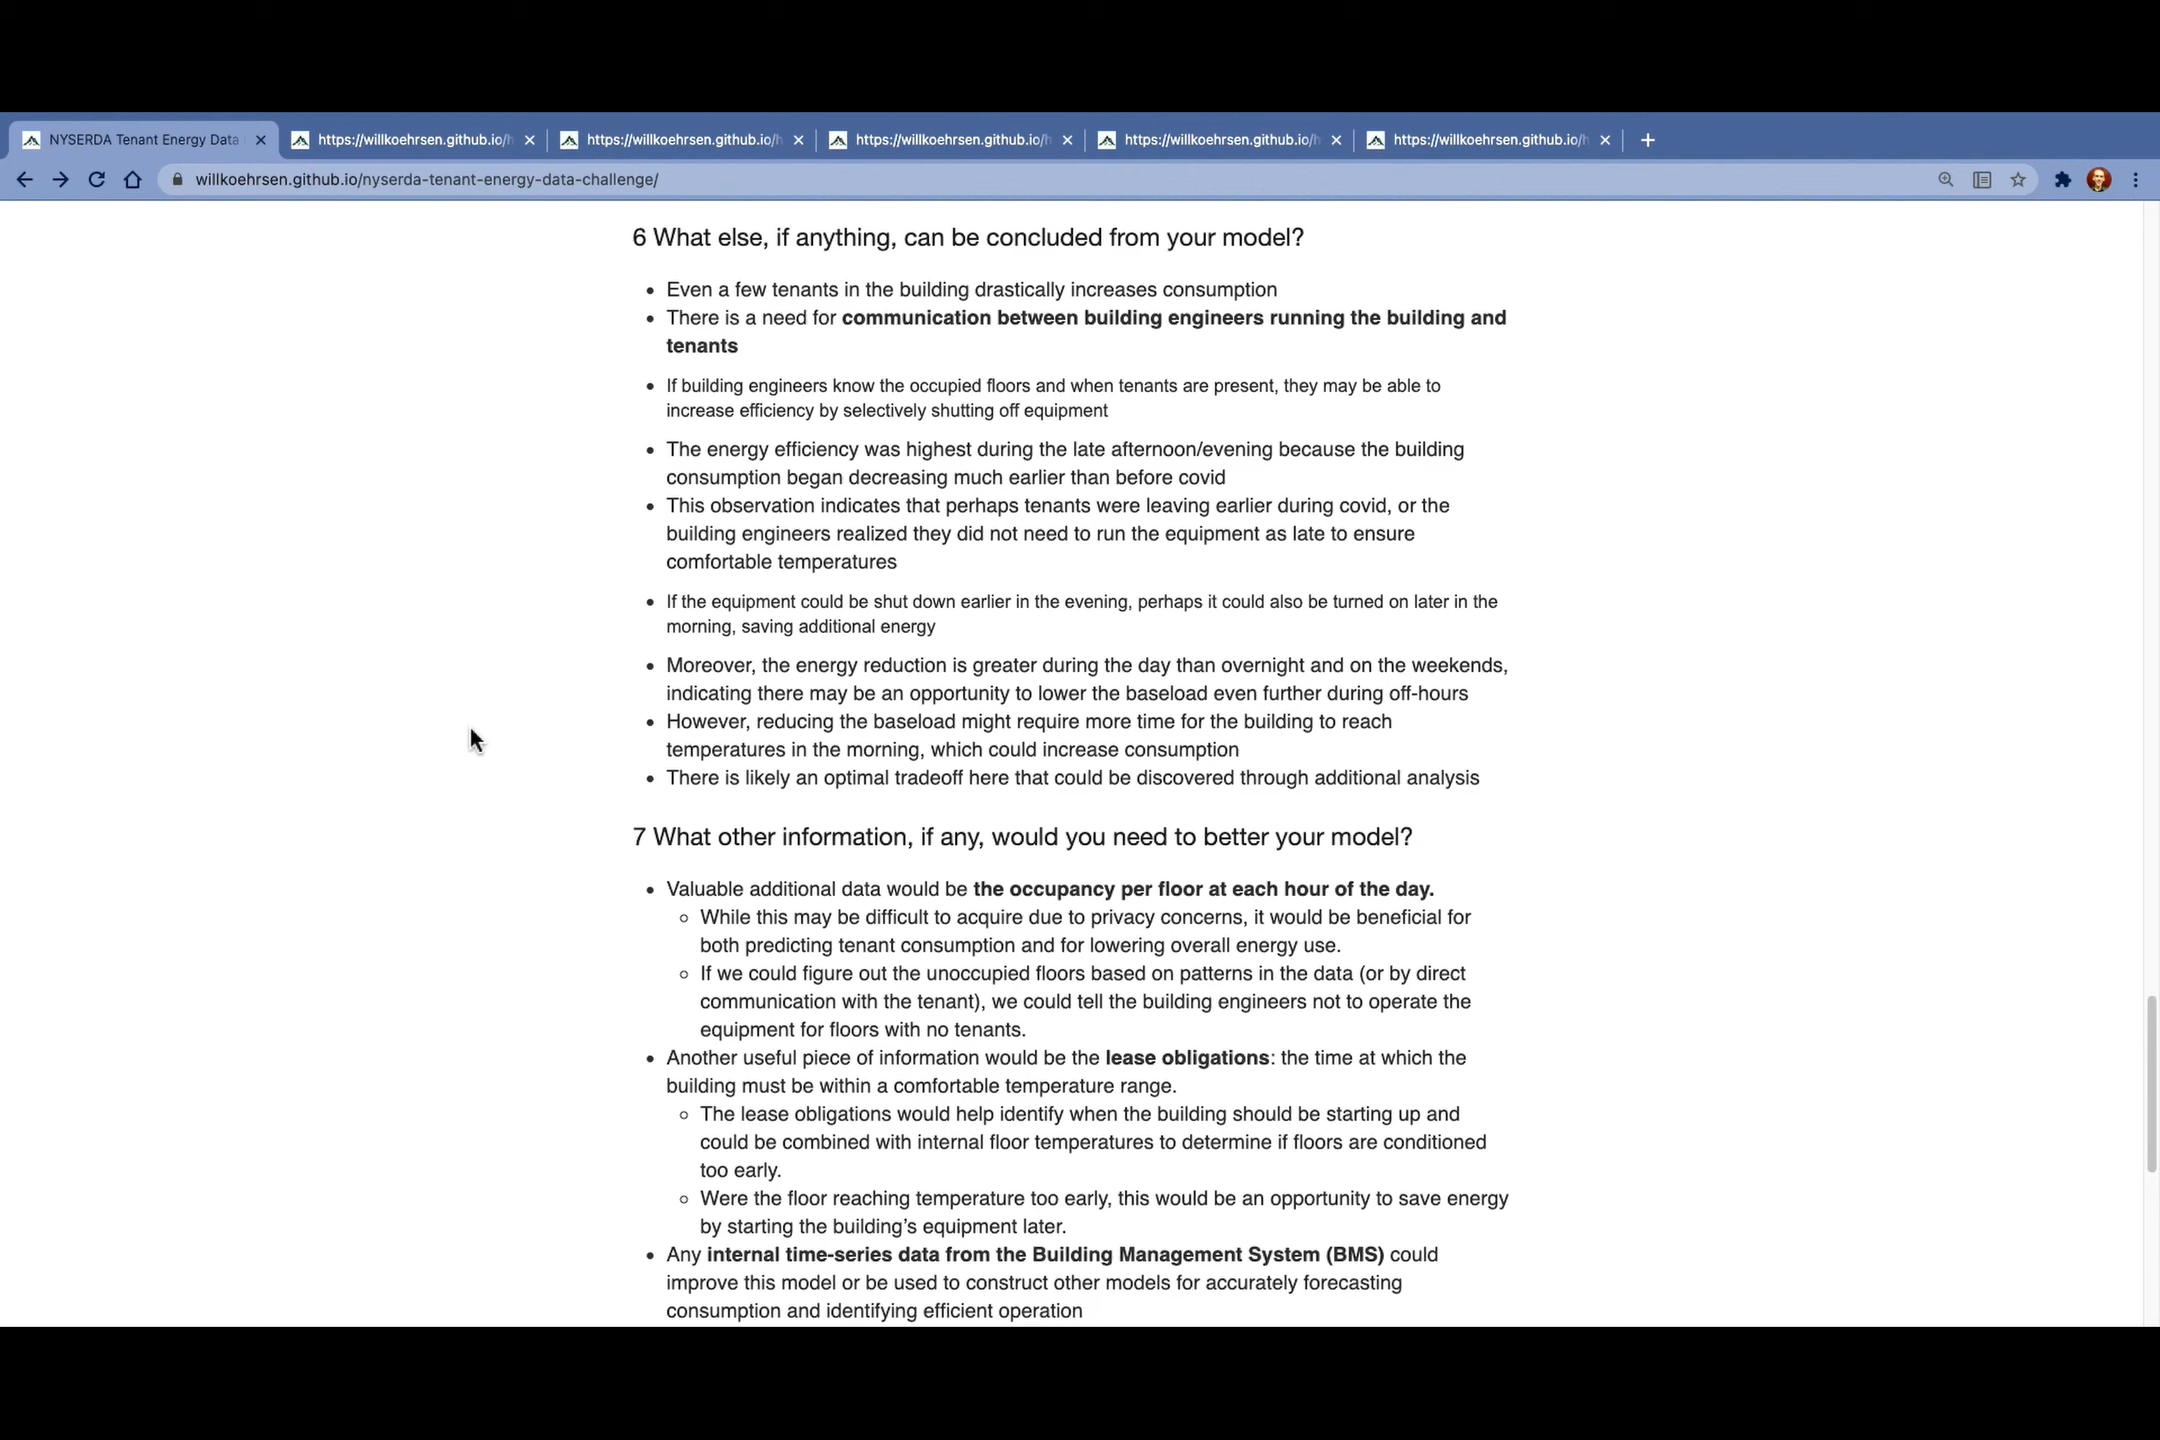 NYSERDA Tenant Energy Data
https://willkoehrsen.github.io/h
https://willkoehrsen.github.io/h
https://willkoehrsen.github.io/h
https://willkoehrsen.github.io/h
https://willkoehrsen.github.io/h
willkoehrsen.github.io/nyserda-tenant-energy-data-challenge/
6 What else, if anything, can be concluded from your model?
• Even a few tenants in the building drastically increases consumption
• There is a need for communication between building engineers running the building and
tenants
• If building engineers know the occupied floors and when tenants are present, they may be able to
increase efficiency by selectively shutting off equipment
• The energy efficiency was highest during the late afternoon/evening because the building
consumption began decreasing much earlier than before covid
• This observation indicates that perhaps tenants were leaving earlier during covid, or the
building engineers realized they did not need to run the equipment as late to ensure
comfortable temperatures
• If the equipment could be shut down earlier in the evening, perhaps it could also be turned on later in the
morning, saving additional energy
• Moreover, the energy reduction is greater during the day than overnight and on the weekends,
indicating there may be an opportunity to lower the baseload even further during off-hours
• However, reducing the baseload might require more time for the building to reach
temperatures in the morning, which could increase consumption
• There is likely an optimal tradeoff here that could be discovered through additional analysis
7 What other information, if any, would you need to better your model?
• Valuable additional data would be the occupancy per floor at each hour of the day.
◦ While this may be difficult to acquire due to privacy concerns, it would be beneficial for
both predicting tenant consumption and for lowering overall energy use.
◦ If we could figure out the unoccupied floors based on patterns in the data (or by direct
communication with the tenant), we could tell the building engineers not to operate the
equipment for floors with no tenants.
• Another useful piece of information would be the lease obligations: the time at which the
building must be within a comfortable temperature range.
◦ The lease obligations would help identify when the building should be starting up and
could be combined with internal floor temperatures to determine if floors are conditioned
too early.
◦ Were the floor reaching temperature too early, this would be an opportunity to save energy
by starting the building’s equipment later.
• Any internal time-series data from the Building Management System (BMS) could
improve this model or be used to construct other models for accurately forecasting
consumption and identifying efficient operation